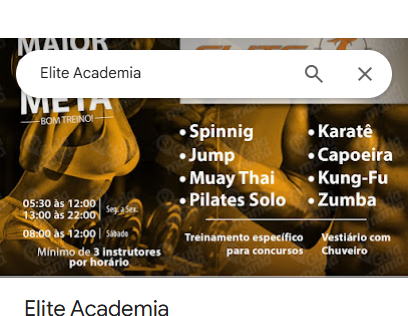 MAIOR
Elite Academia
META
BOM TREINO!
• Spinnig
• Jump
• Muay Thai
• Pilates Solo
• Karatê
• Capoeira
• Kung-Fu
• Zumba
05:30 às 12:00
13:00 às 22:00
Seg. a Sex.
08:00 às 12:00
Sábado
Mínimo de 3 instrutores
por horário
Treinamento específico
para concursos
Vestiário com
Chuveiro
Elite Academia